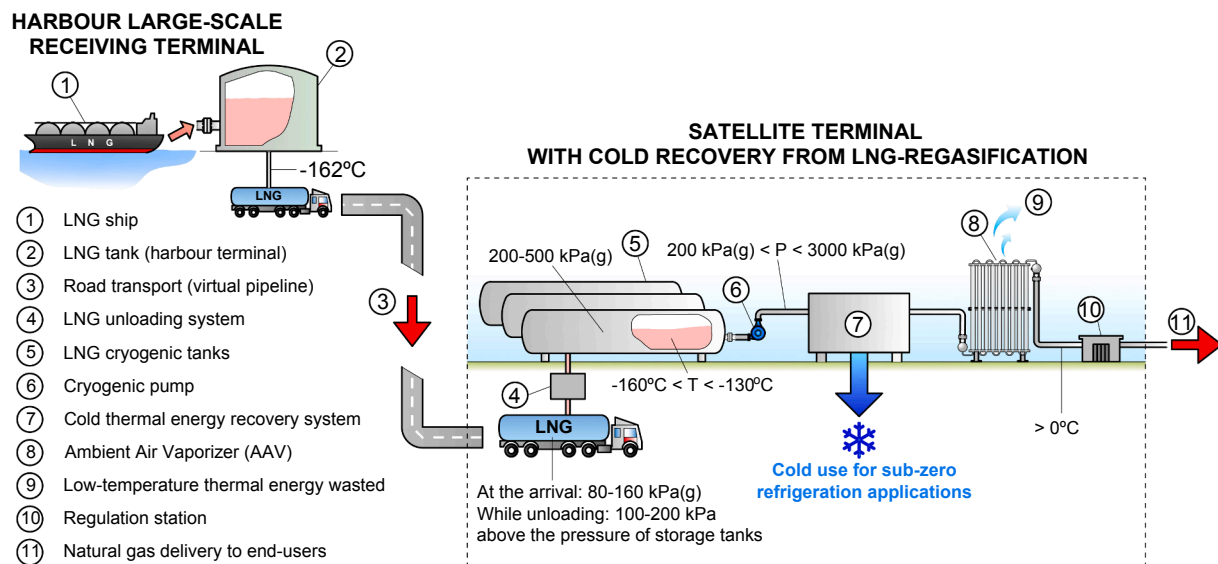 HARBOUR LARGE-SCALE
RECEIVING TERMINAL
1
2
L N G
-162ºC
LNG
1 LNG ship
2 LNG tank (harbour terminal)
3 Road transport (virtual pipeline)
4 LNG unloading system
5 LNG cryogenic tanks
6 Cryogenic pump
7 Cold thermal energy recovery system
8 Ambient Air Vaporizer (AAV)
9 Low-temperature thermal energy wasted
10 Regulation station
11 Natural gas delivery to end-users
3
SATELLITE TERMINAL
WITH COLD RECOVERY FROM LNG-REGASIFICATION
200-500 kPa(g)
5
200 kPa(g) < P < 3000 kPa(g)
6
7
8
9
10
11
-160ºC < T < -130ºC
4
LNG
> 0ºC
Cold use for sub-zero
refrigeration applications
At the arrival: 80-160 kPa(g)
While unloading: 100-200 kPa
above the pressure of storage tanks